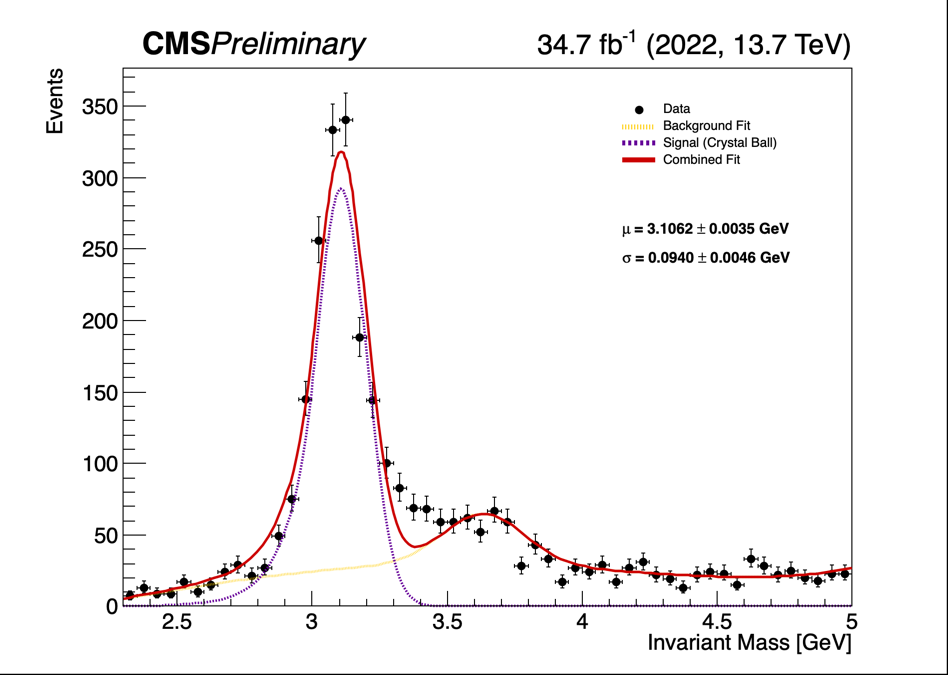 CMSPreliminary 34.7 fb⁻¹ (2022, 13.7 TeV)
Events
350
300
250
200
150
100
50
0
Data
Background Fit
Signal (Crystal Ball)
Combined Fit
μ = 3.1062 ± 0.0035 GeV
σ = 0.0940 ± 0.0046 GeV
2.5 3 3.5 4 4.5 5
Invariant Mass [GeV]